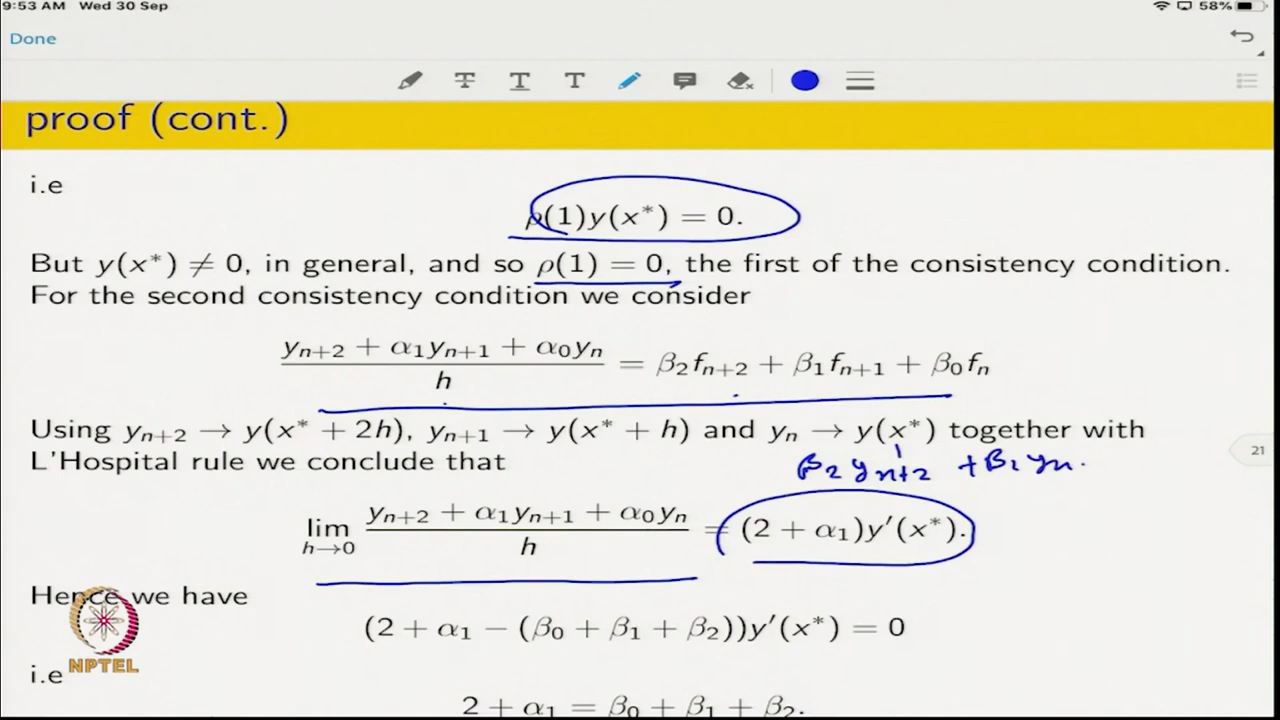 9:53 AM Wed 30 Sep 58%
Done
T T T
proof (cont.)
i.e
ρ(1)y(x*) = 0.
But y(x*) ≠ 0, in general, and so ρ(1) = 0, the first of the consistency condition.
For the second consistency condition we consider
(y_{n+2} + α_1 y_{n+1} + α_0 y_n) / h = β_2 f_{n+2} + β_1 f_{n+1} + β_0 f_n
Using y_{n+2} → y(x* + 2h), y_{n+1} → y(x* + h) and y_n → y(x*) together with
L'Hospital rule we conclude that
β_2 y'_{n+2} + β_1 y_n.
lim_{h→0} (y_{n+2} + α_1 y_{n+1} + α_0 y_n) / h = (2 + α_1)y′(x*).
21
Hence we have
(2 + α_1 − (β_0 + β_1 + β_2))y′(x*) = 0
i.e
NPTEL
2 + α_1 = β_0 + β_1 + β_2.